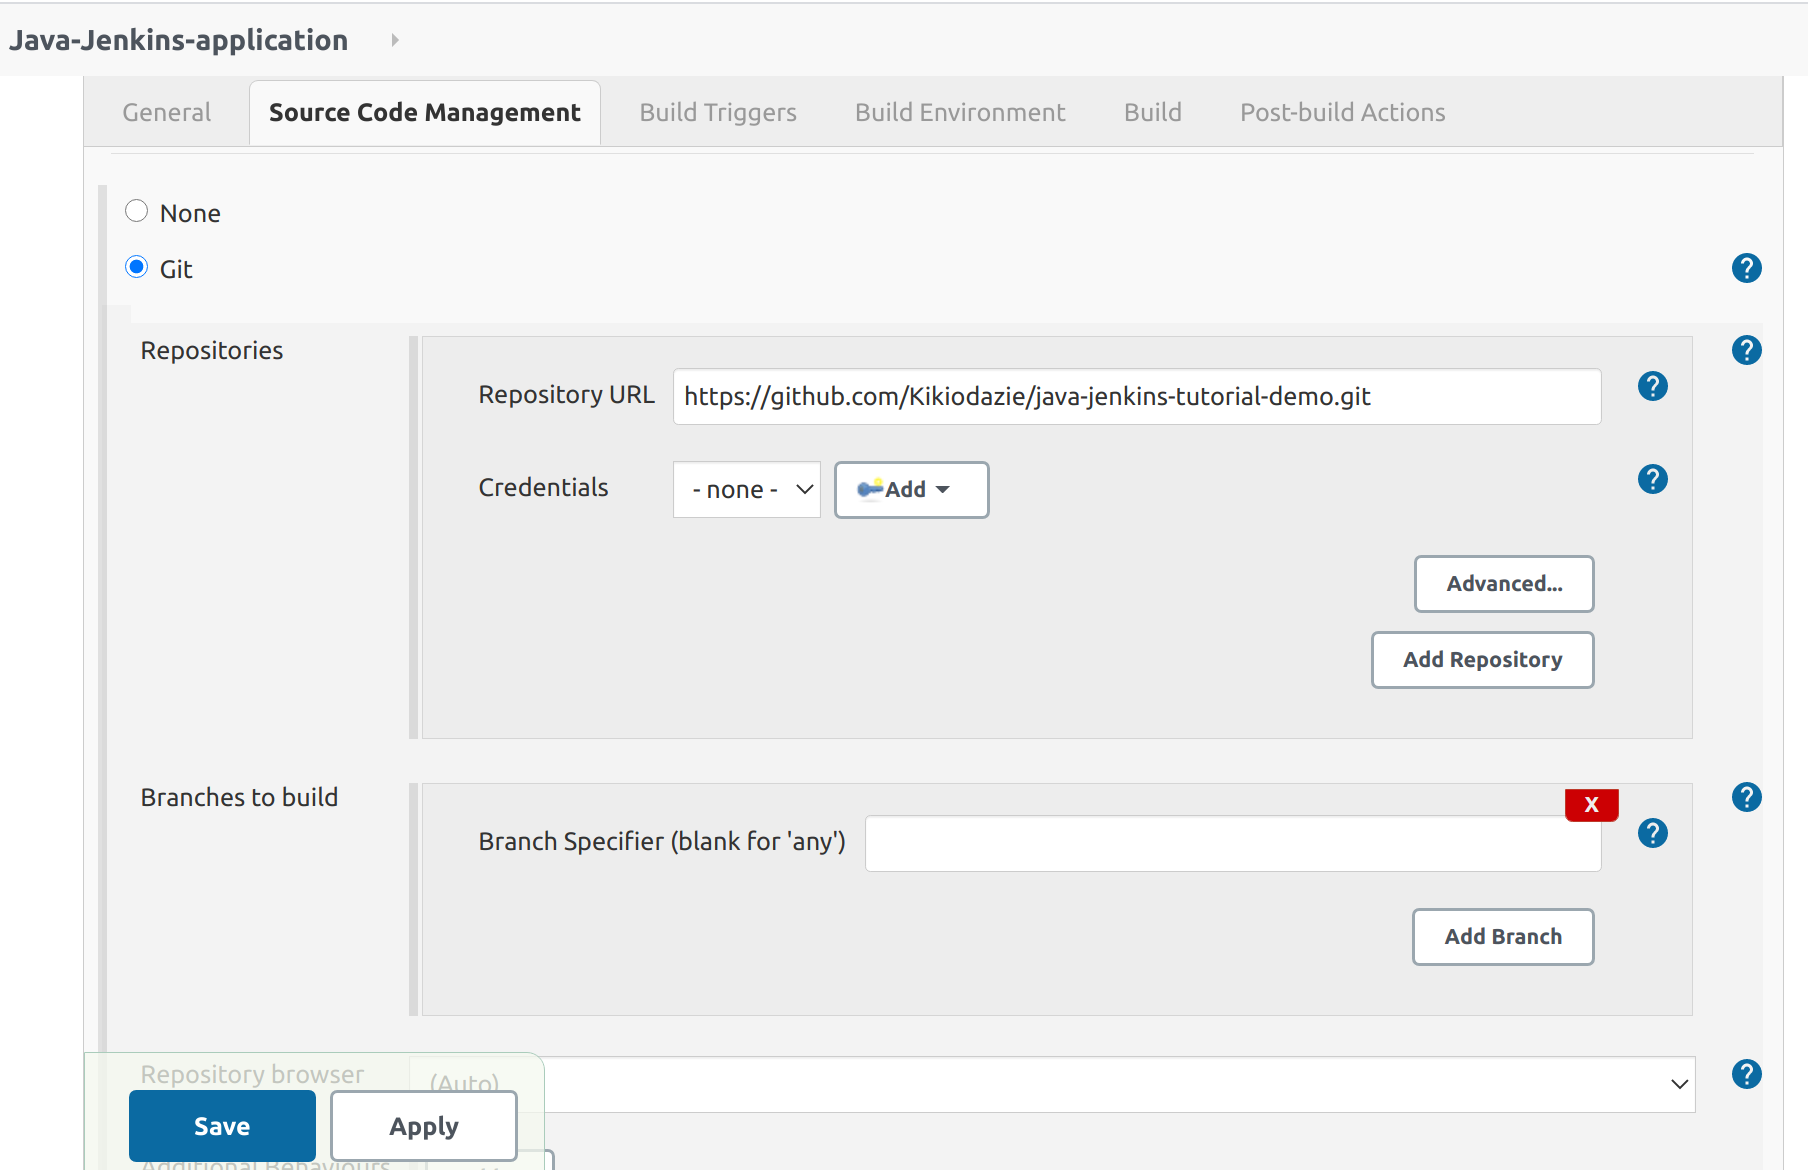 Java-Jenkins-application
General Source Code Management Build Triggers Build Environment Build Post-build Actions
None
Git
?
Repositories
?
Repository URL https://github.com/Kikiodazie/java-jenkins-tutorial-demo.git
?
Credentials - none - Add
?
Advanced...
Add Repository
Branches to build
?
X
Branch Specifier (blank for 'any')
?
Add Branch
Repository browser (Auto)
?
Save Apply
Additional Behaviours